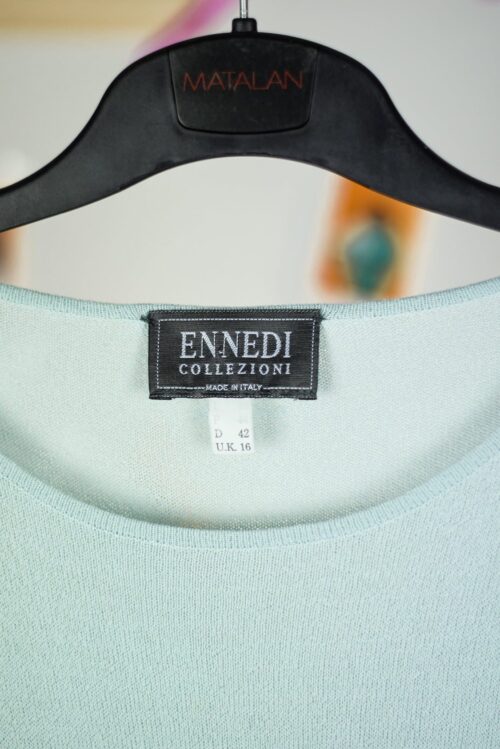 MATALAN
ENNEDI
COLLEZIONI
MADE IN ITALY
D 42
U.K. 16